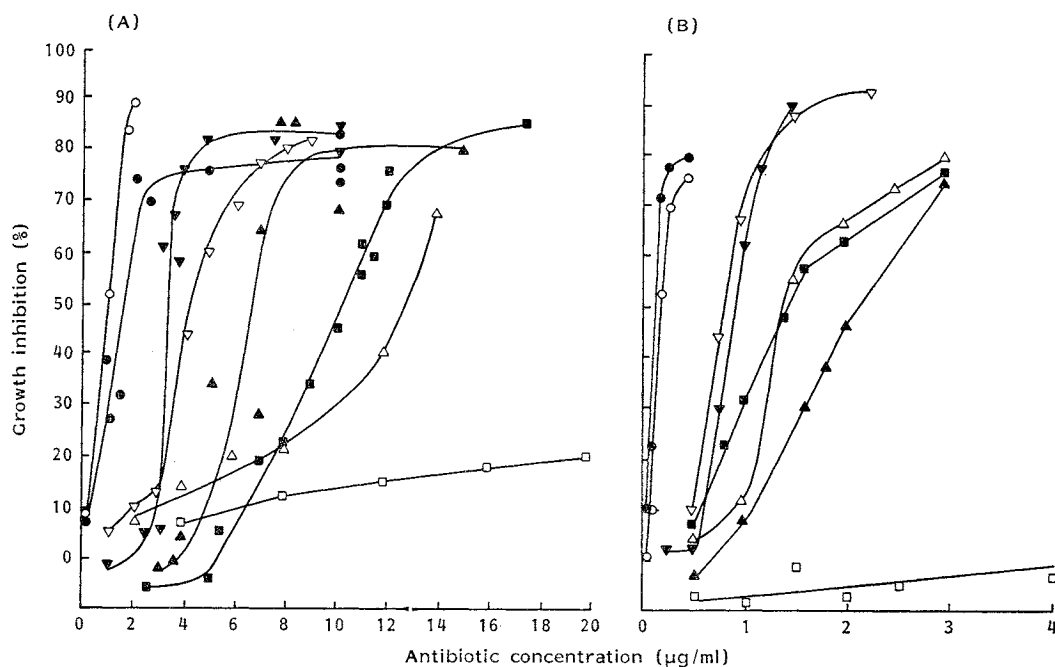 (A)
(B)
100
90
80
70
60
50
40
30
20
10
0
Growth inhibition (%)
0 2 4 6 8 10 12 14 16 18 20
0 1 2 3 4
Antibiotic concentration (µg/ml)